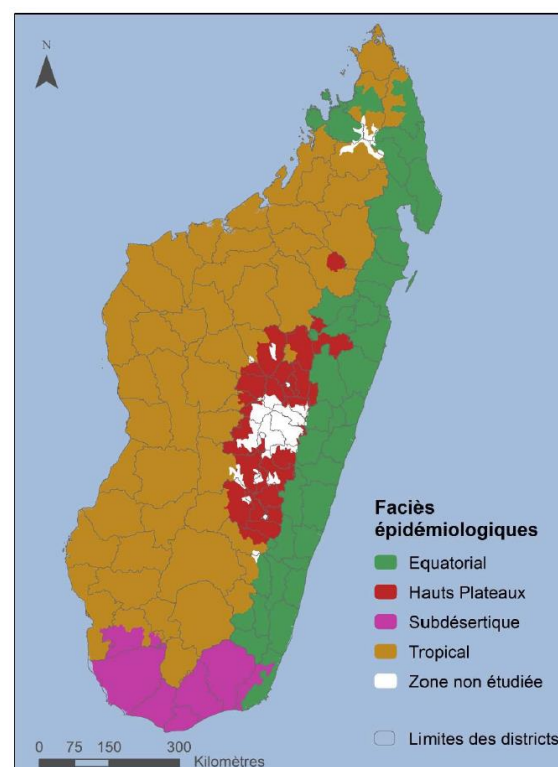 N
Faciès
épidémiologiques
Equatorial
Hauts Plateaux
Subdésertique
Tropical
Zone non étudiée
Limites des districts
0 75 150 300
Kilomètres